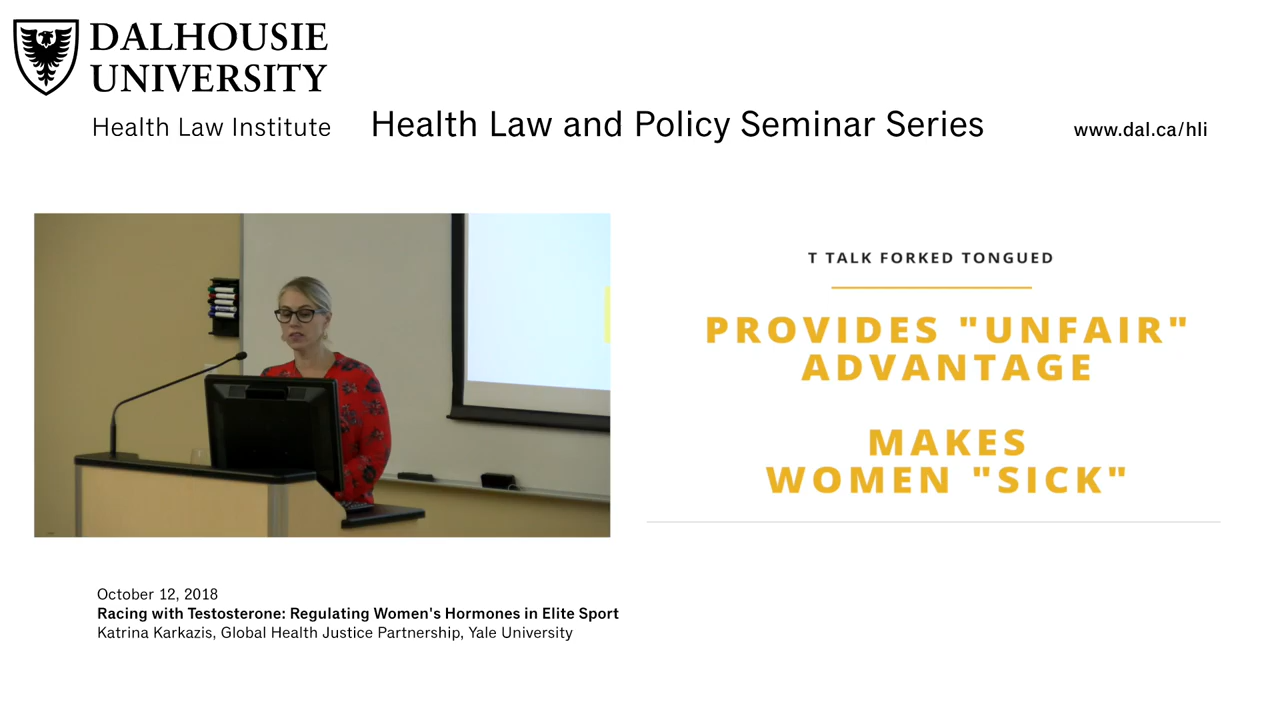 DALHOUSIE
UNIVERSITY
Health Law Institute
Health Law and Policy Seminar Series
www.dal.ca/hli
T TALK FORKED TONGUED
PROVIDES "UNFAIR"
ADVANTAGE
MAKES
WOMEN "SICK"
October 12, 2018
Racing with Testosterone: Regulating Women's Hormones in Elite Sport
Katrina Karkazis, Global Health Justice Partnership, Yale University